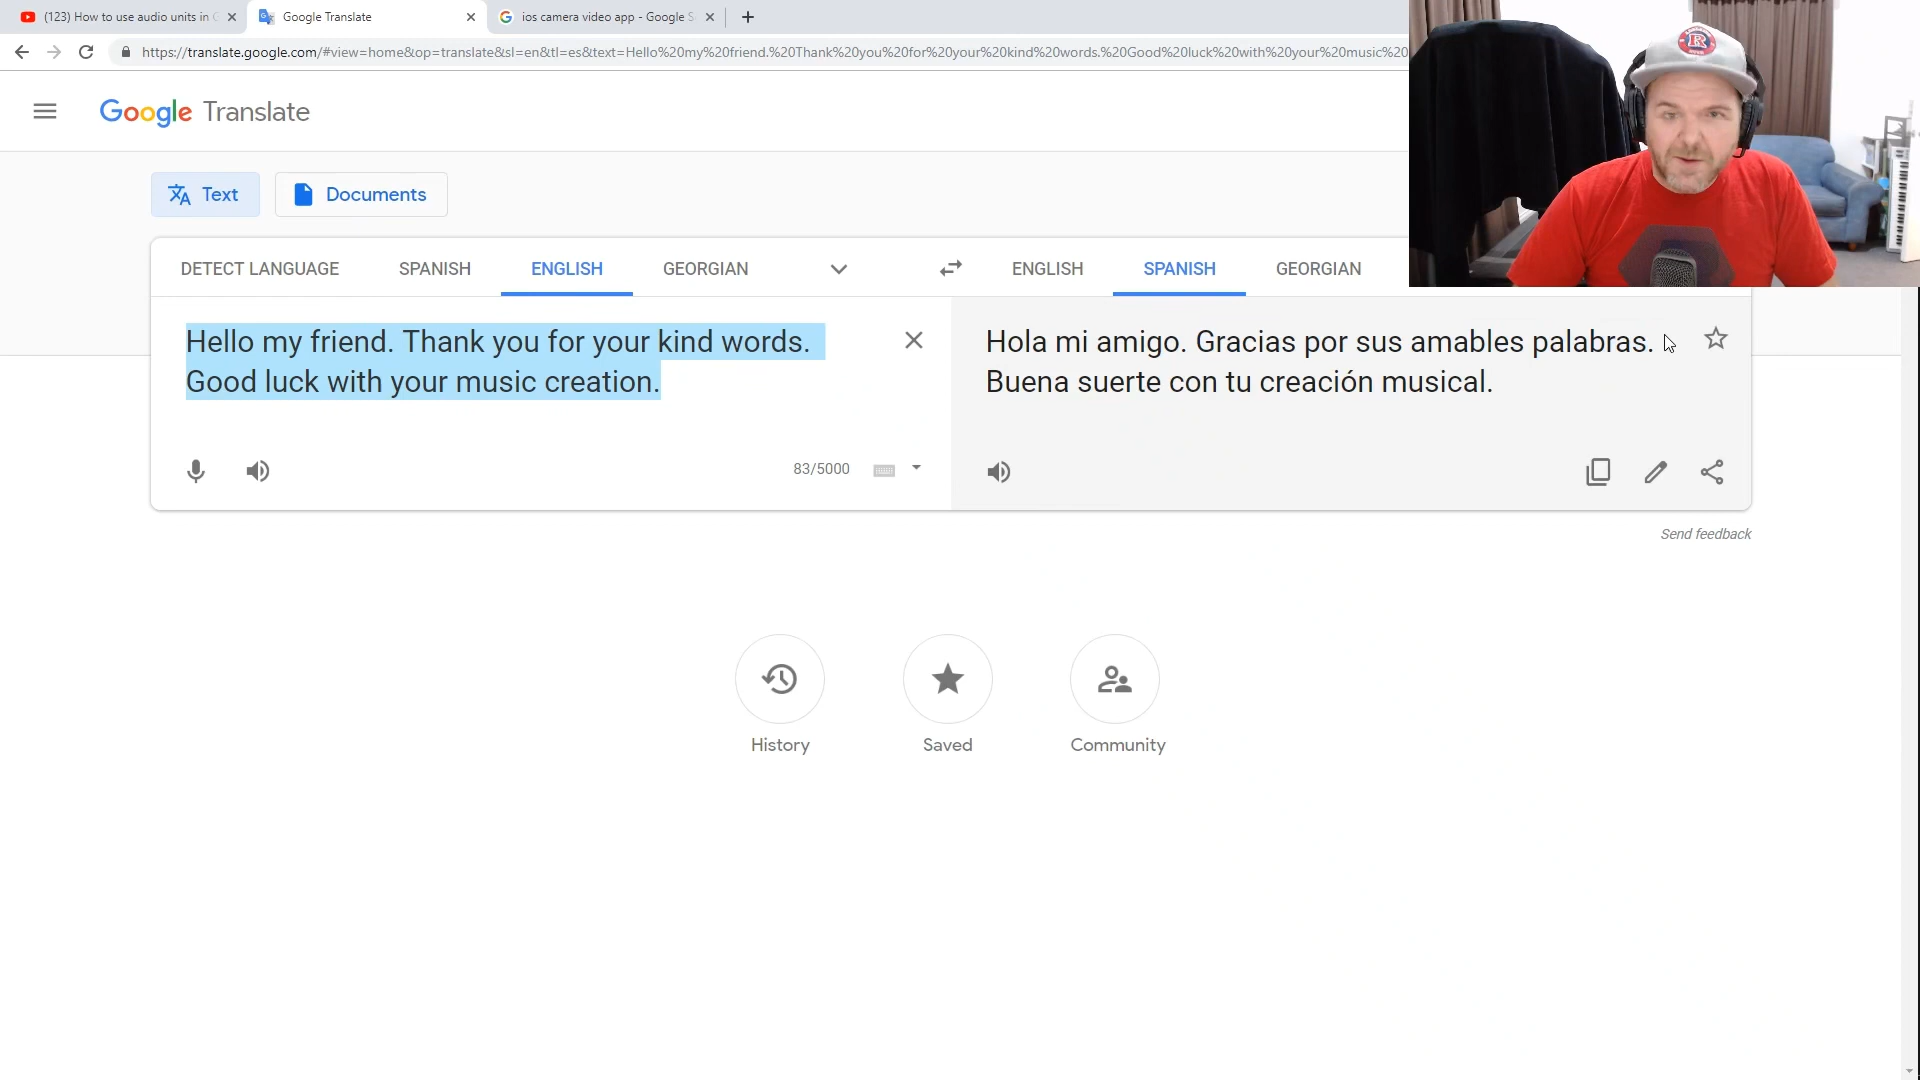 (123) How to use audio units in G
Google Translate
ios camera video app - Google S
https://translate.google.com/#view=home&op=translate&sl=en&tl=es&text=Hello%20my%20friend.%20Thank%20you%20for%20your%20kind%20words.%20Good%20luck%20with%20your%20music%20
Google Translate
Text
Documents
DETECT LANGUAGE SPANISH ENGLISH GEORGIAN
ENGLISH SPANISH GEORGIAN
Hello my friend. Thank you for your kind words.
Good luck with your music creation.
Hola mi amigo. Gracias por sus amables palabras.
Buena suerte con tu creación musical.
83/5000
Send feedback
History
Saved
Community
R